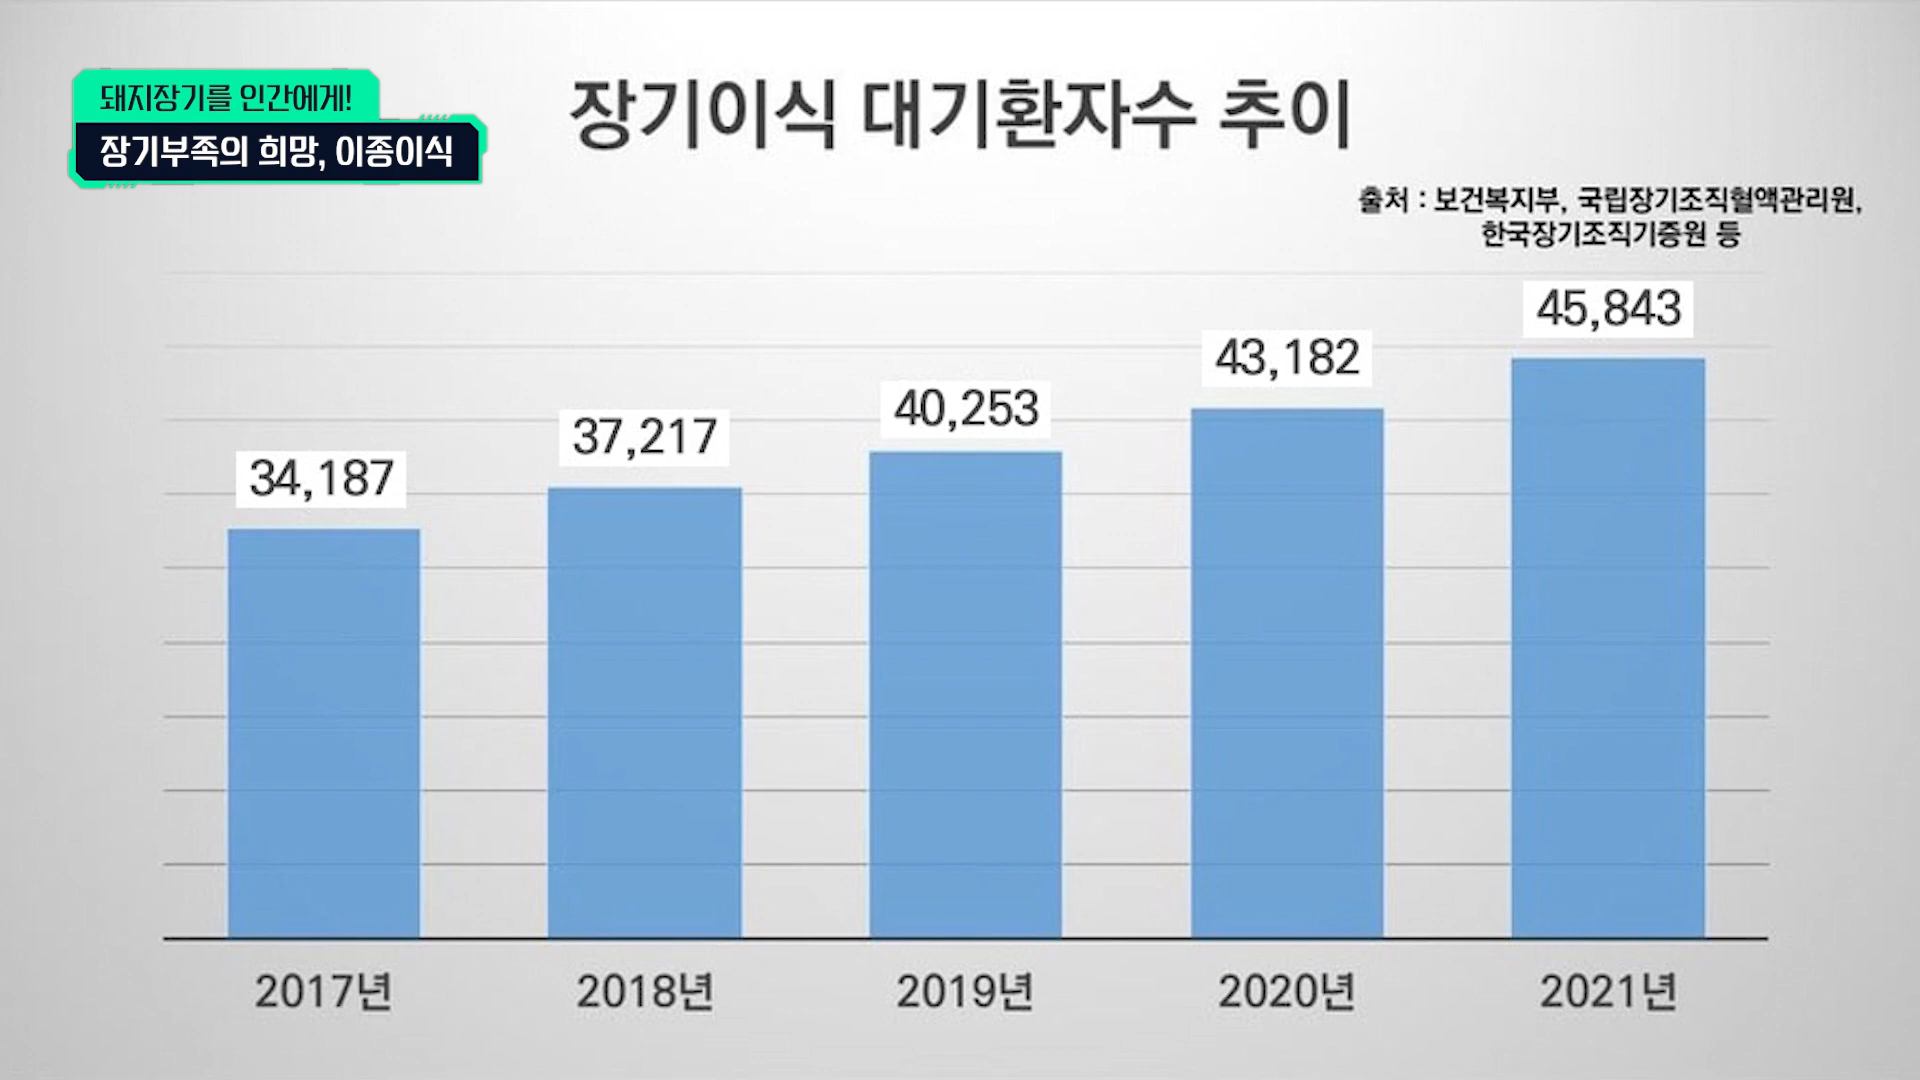 돼지장기를 인간에게!
장기부족의 희망, 이종이식
장기이식 대기환자수 추이
출처 : 보건복지부, 국립장기조직혈액관리원,
한국장기조직기증원 등
34,187
37,217
40,253
43,182
45,843
2017년
2018년
2019년
2020년
2021년